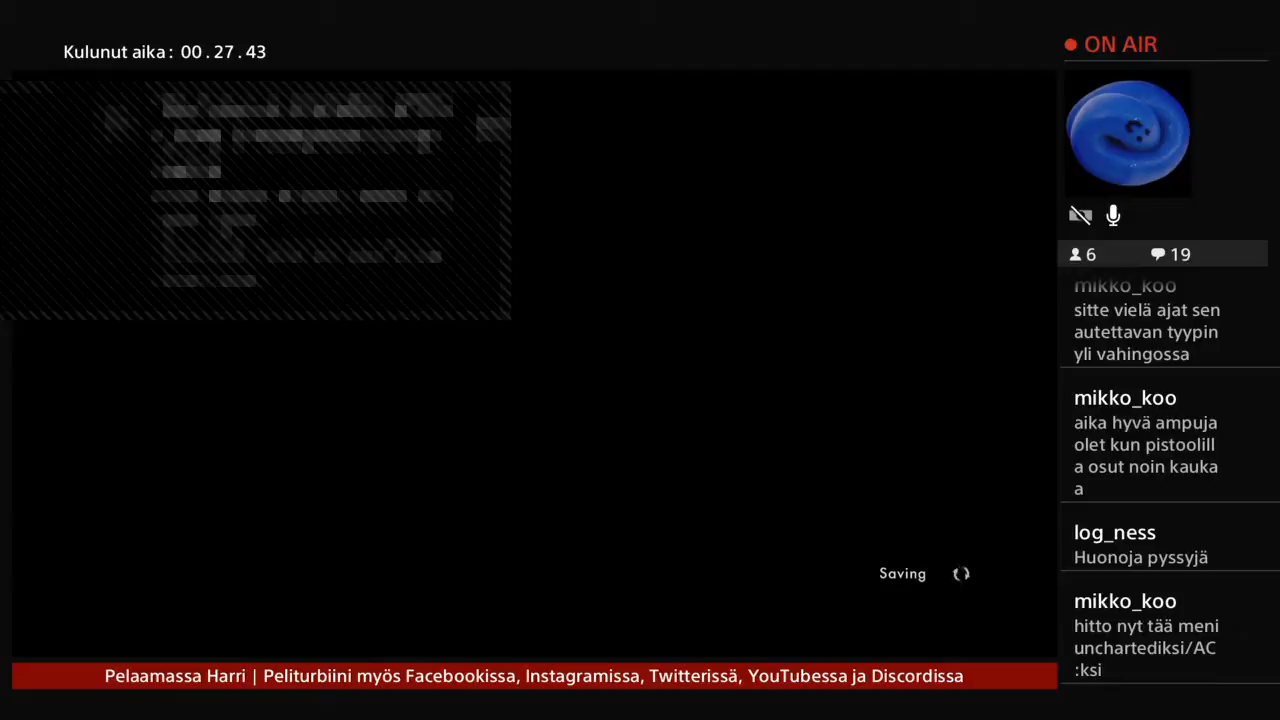 Kulunut aika: 00.27.43
ON AIR
6 19
mikko_koo
sitte vielä ajat sen
autettavan tyypin
yli vahingossa
mikko_koo
aika hyvä ampuja
olet kun pistoolill
a osut noin kauka
a
log_ness
Huonoja pyssyjä
mikko_koo
hitto nyt tää meni
unchartediksi/AC
:ksi
Saving
Pelaamassa Harri | Peliturbiini myös Facebookissa, Instagramissa, Twitterissä, YouTubessa ja Discordissa